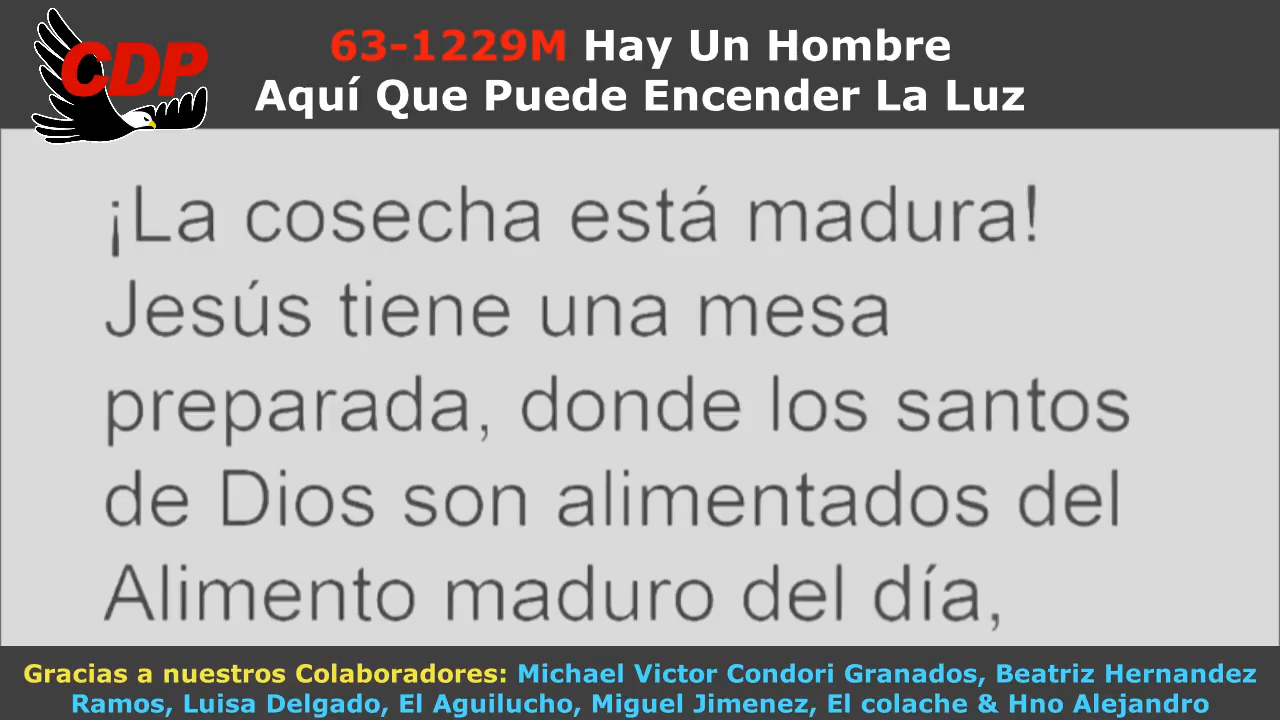 CDP
63-1229M Hay Un Hombre
Aquí Que Puede Encender La Luz
¡La cosecha está madura!
Jesús tiene una mesa
preparada, donde los santos
de Dios son alimentados del
Alimento maduro del día,
Gracias a nuestros Colaboradores: Michael Victor Condori Granados, Beatriz Hernandez
Ramos, Luisa Delgado, El Aguilucho, Miguel Jimenez, El colache & Hno Alejandro